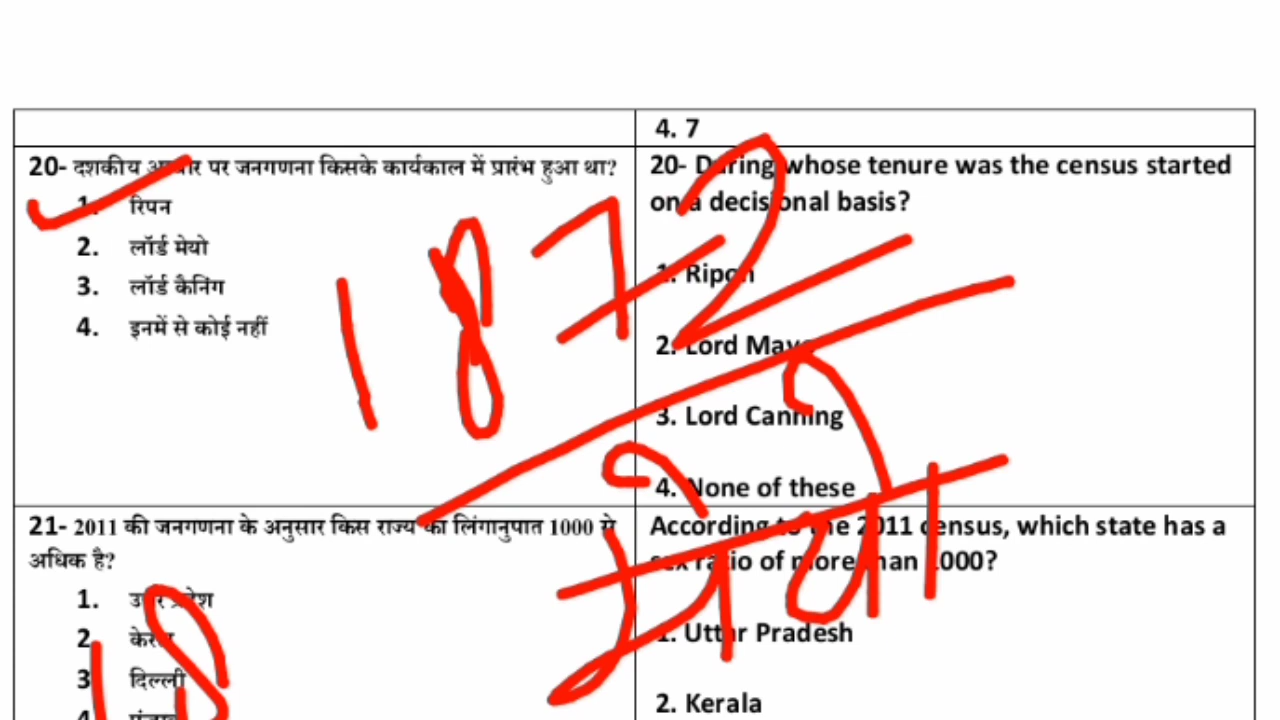 4. 7
20- दशकीय आधार पर जनगणना किसके कार्यकाल में प्रारंभ हुआ था?
1. रिपन
2. लॉर्ड मेयो
3. लॉर्ड कैनिंग
4. इनमें से कोई नहीं
20- During whose tenure was the census started
on a decisional basis?
1. Ripon
2. Lord Mayo
3. Lord Canning
4. None of these
1872
21- 2011 की जनगणना के अनुसार किस राज्य का लिंगानुपात 1000 से
अधिक है?
1. उत्तर प्रदेश
2. केरल
3. दिल्ली
4. पंजाब
According to the 2011 census, which state has a
sex ratio of more than 1000?
1. Uttar Pradesh
2. Kerala
18